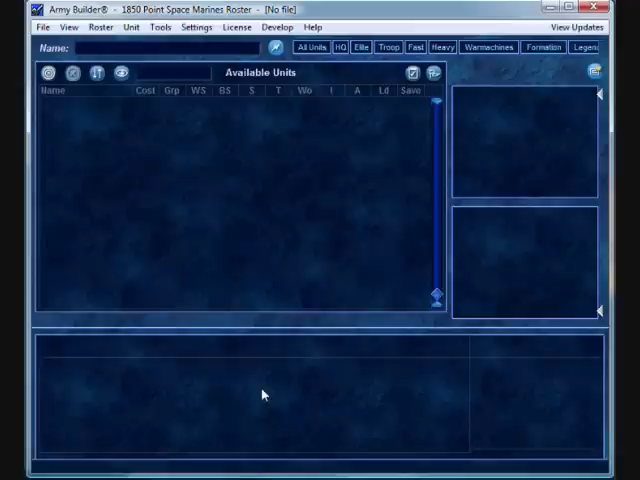 Army Builder® - 1850 Point Space Marines Roster - [No file]
File View Roster Unit Tools Settings License Develop Help View Updates
Name: All Units HQ Elite Troop Fast Heavy Warmachines Formation Legend
Available Units
Name Cost Grp WS BS S T Wo I A Ld Save